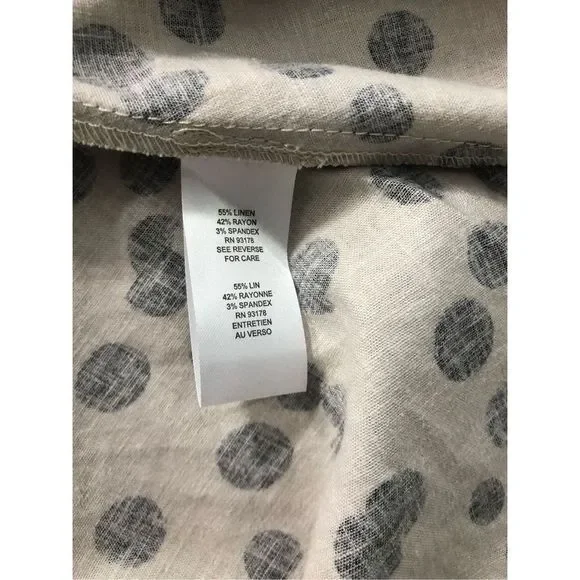 55% LINEN
42% RAYON
3% SPANDEX
RN 93178
SEE REVERSE
FOR CARE
55% LIN
42% RAYONNE
3% SPANDEX
RN 93178
ENTRETIEN
AU VERSO